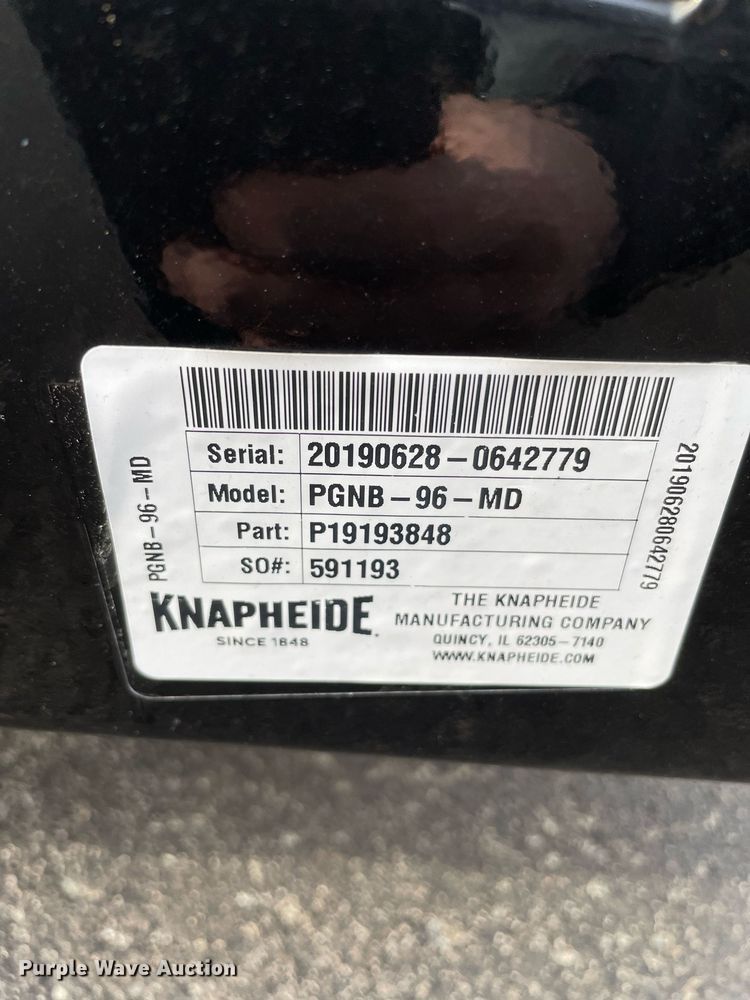 Serial: 20190628-0642779
Model: PGNB-96-MD
Part: P19193848
SO#: 591193
PGNB-96-MD
201906280642779
KNAPHEIDE
SINCE 1848
THE KNAPHEIDE
MANUFACTURING COMPANY
QUINCY, IL 62305-7140
WWW.KNAPHEIDE.COM
Purple Wave Auction